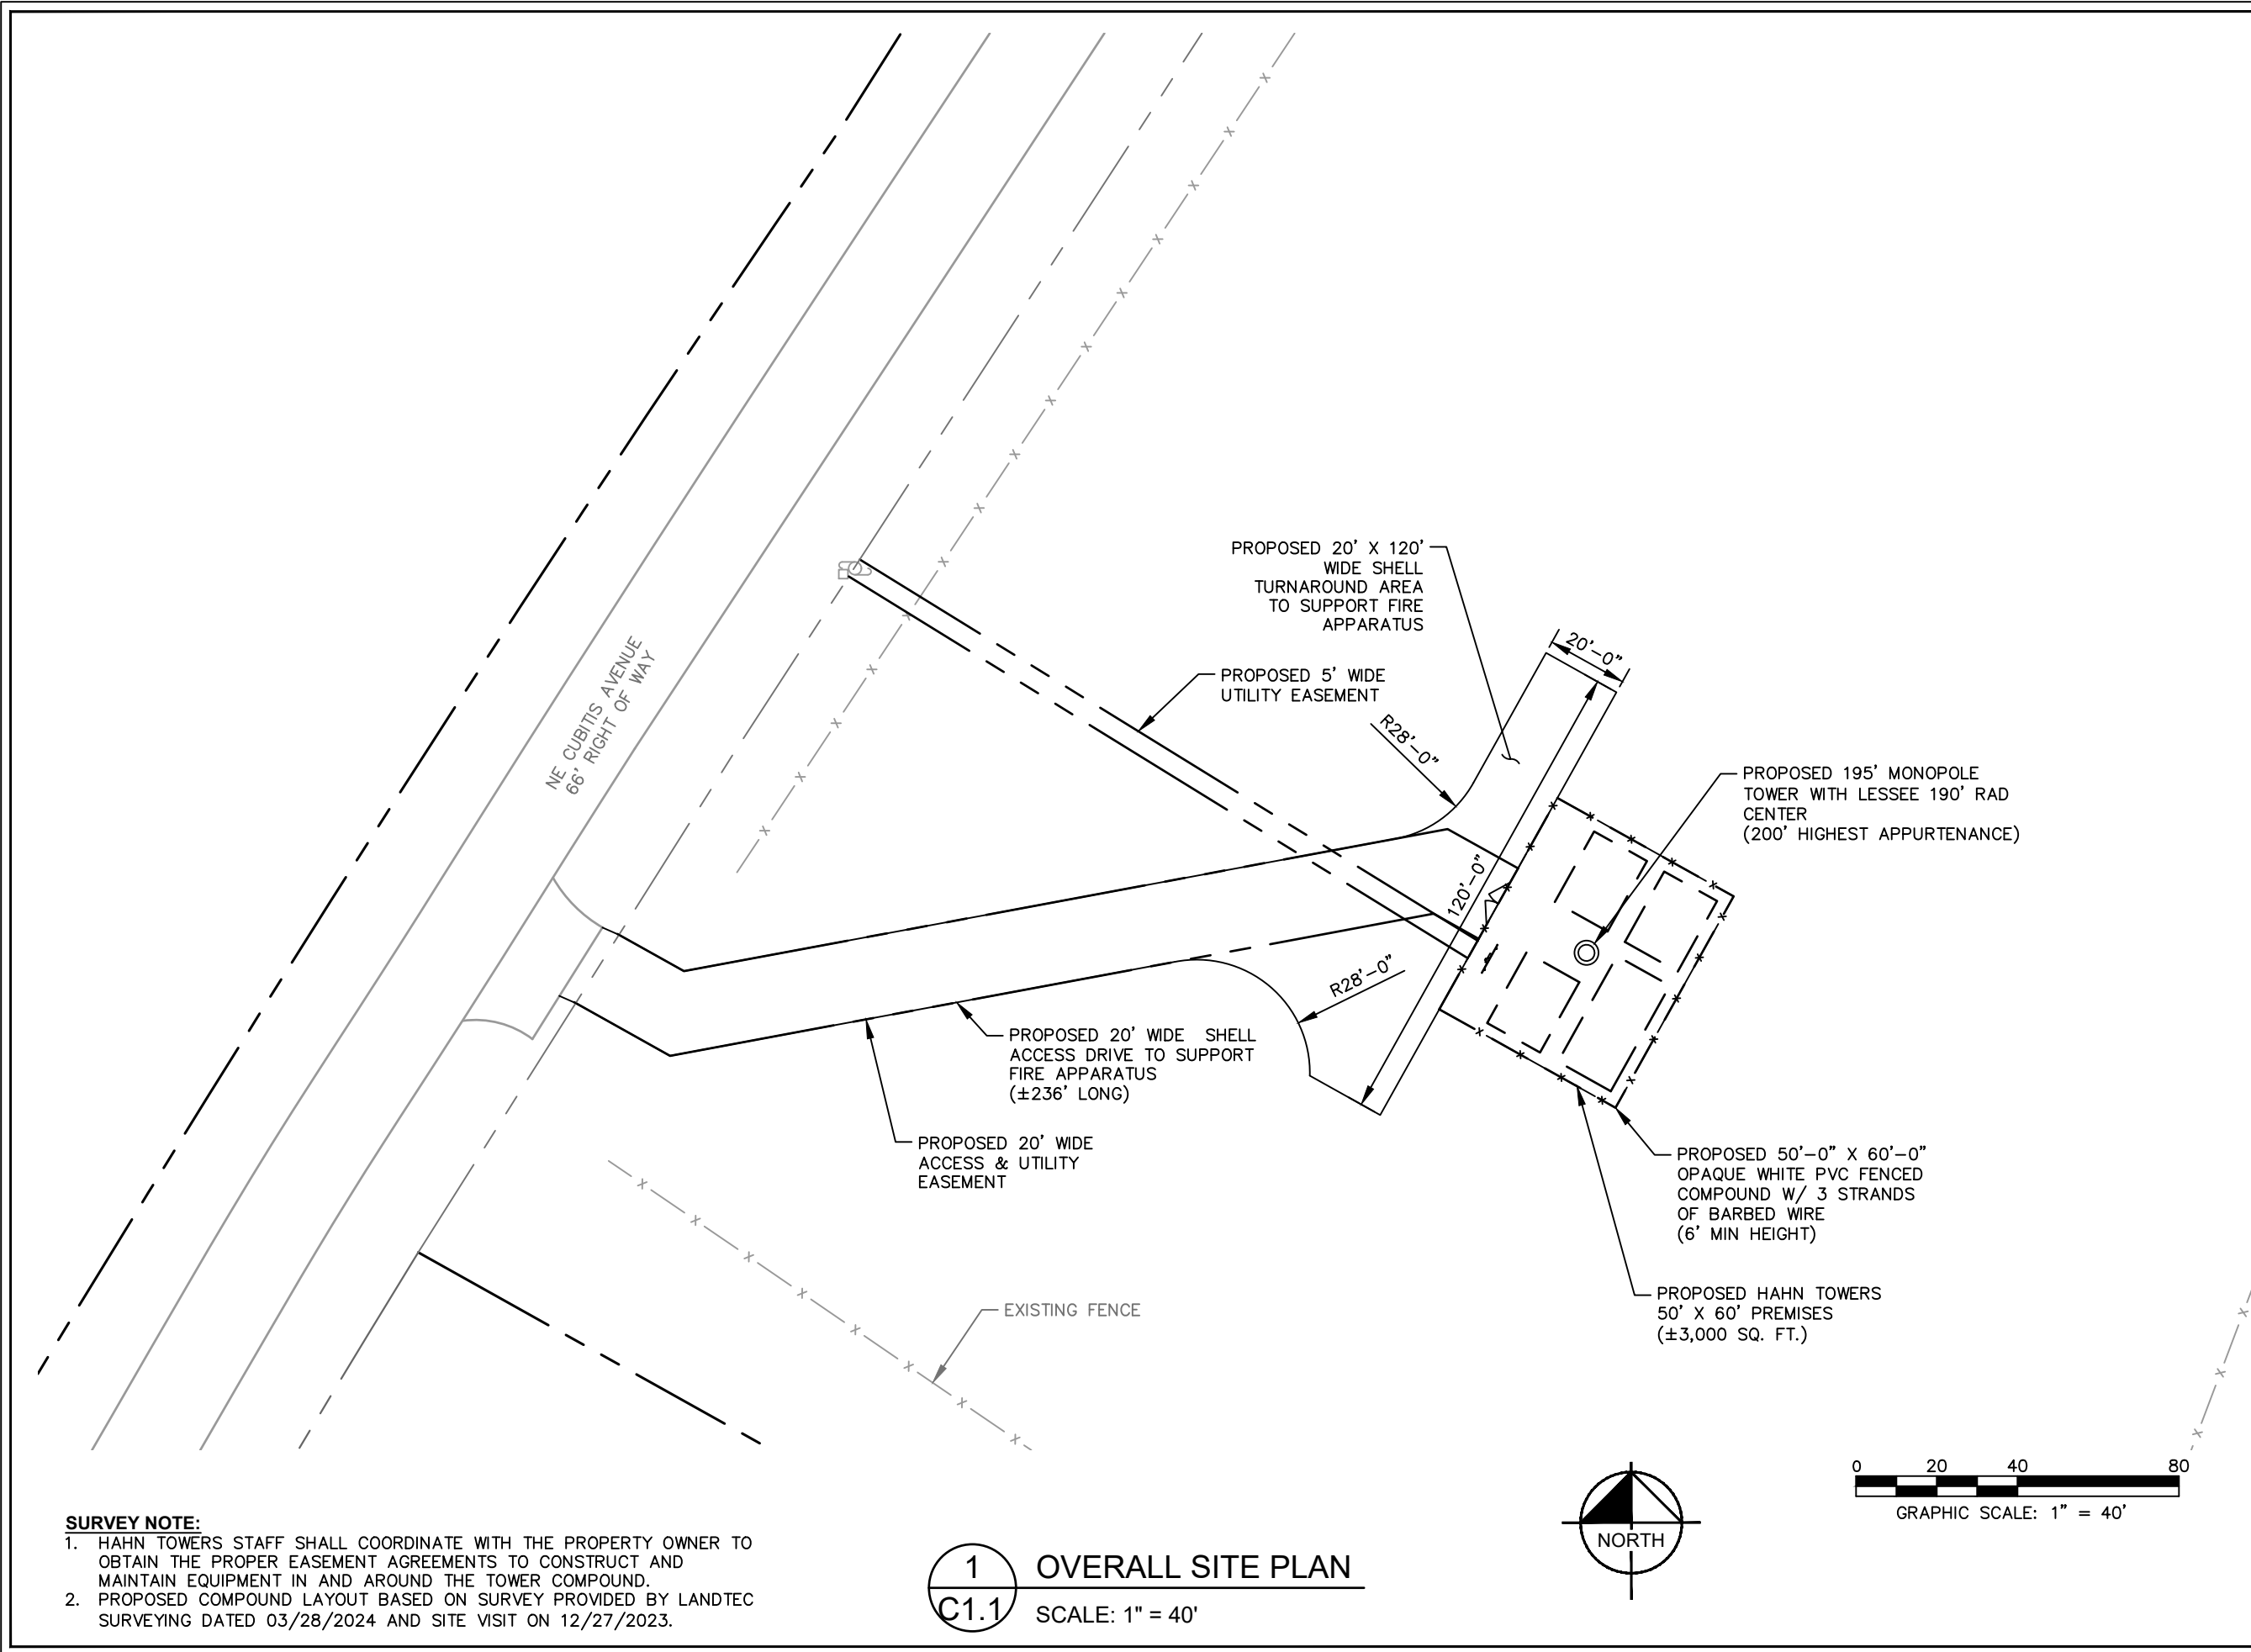 PROPOSED 20' X 120'
WIDE SHELL
TURNAROUND AREA
TO SUPPORT FIRE
APPARATUS
20'-0"
PROPOSED 5' WIDE
UTILITY EASEMENT
R28'-0"
NE CUBITIS AVENUE
66' RIGHT OF WAY
PROPOSED 195' MONOPOLE
TOWER WITH LESSEE 190' RAD
CENTER
(200' HIGHEST APPURTENANCE)
120'-0"
R28'-0"
PROPOSED 20' WIDE SHELL
ACCESS DRIVE TO SUPPORT
FIRE APPARATUS
(±236' LONG)
PROPOSED 20' WIDE
ACCESS & UTILITY
EASEMENT
PROPOSED 50'-0" X 60'-0"
OPAQUE WHITE PVC FENCED
COMPOUND W/ 3 STRANDS
OF BARBED WIRE
(6' MIN HEIGHT)
PROPOSED HAHN TOWERS
50' X 60' PREMISES
(±3,000 SQ. FT.)
EXISTING FENCE
0 20 40 80
GRAPHIC SCALE: 1" = 40'
NORTH
SURVEY NOTE:
1. HAHN TOWERS STAFF SHALL COORDINATE WITH THE PROPERTY OWNER TO
OBTAIN THE PROPER EASEMENT AGREEMENTS TO CONSTRUCT AND
MAINTAIN EQUIPMENT IN AND AROUND THE TOWER COMPOUND.
2. PROPOSED COMPOUND LAYOUT BASED ON SURVEY PROVIDED BY LANDTEC
SURVEYING DATED 03/28/2024 AND SITE VISIT ON 12/27/2023.
1
C1.1
OVERALL SITE PLAN
SCALE: 1" = 40'